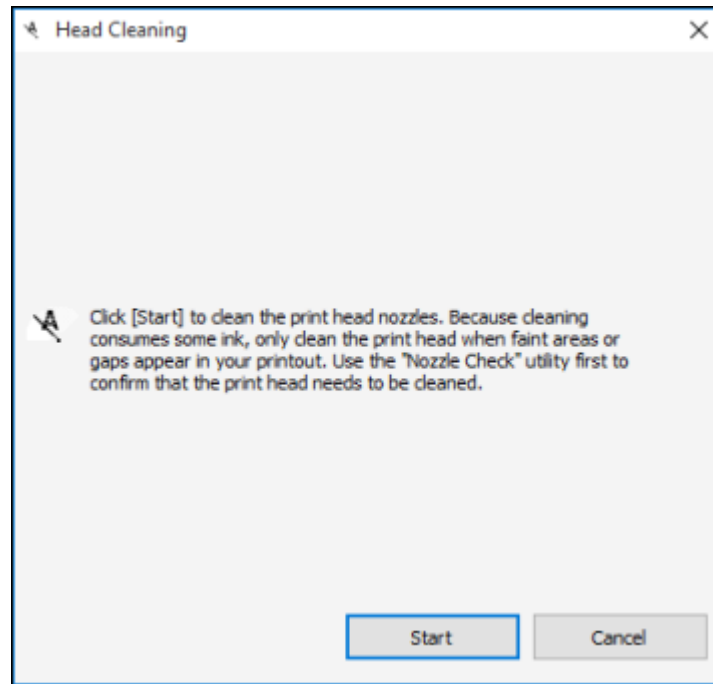 Head Cleaning
Click [Start] to clean the print head nozzles. Because cleaning
consumes some ink, only clean the print head when faint areas or
gaps appear in your printout. Use the "Nozzle Check" utility first to
confirm that the print head needs to be cleaned.
Start Cancel